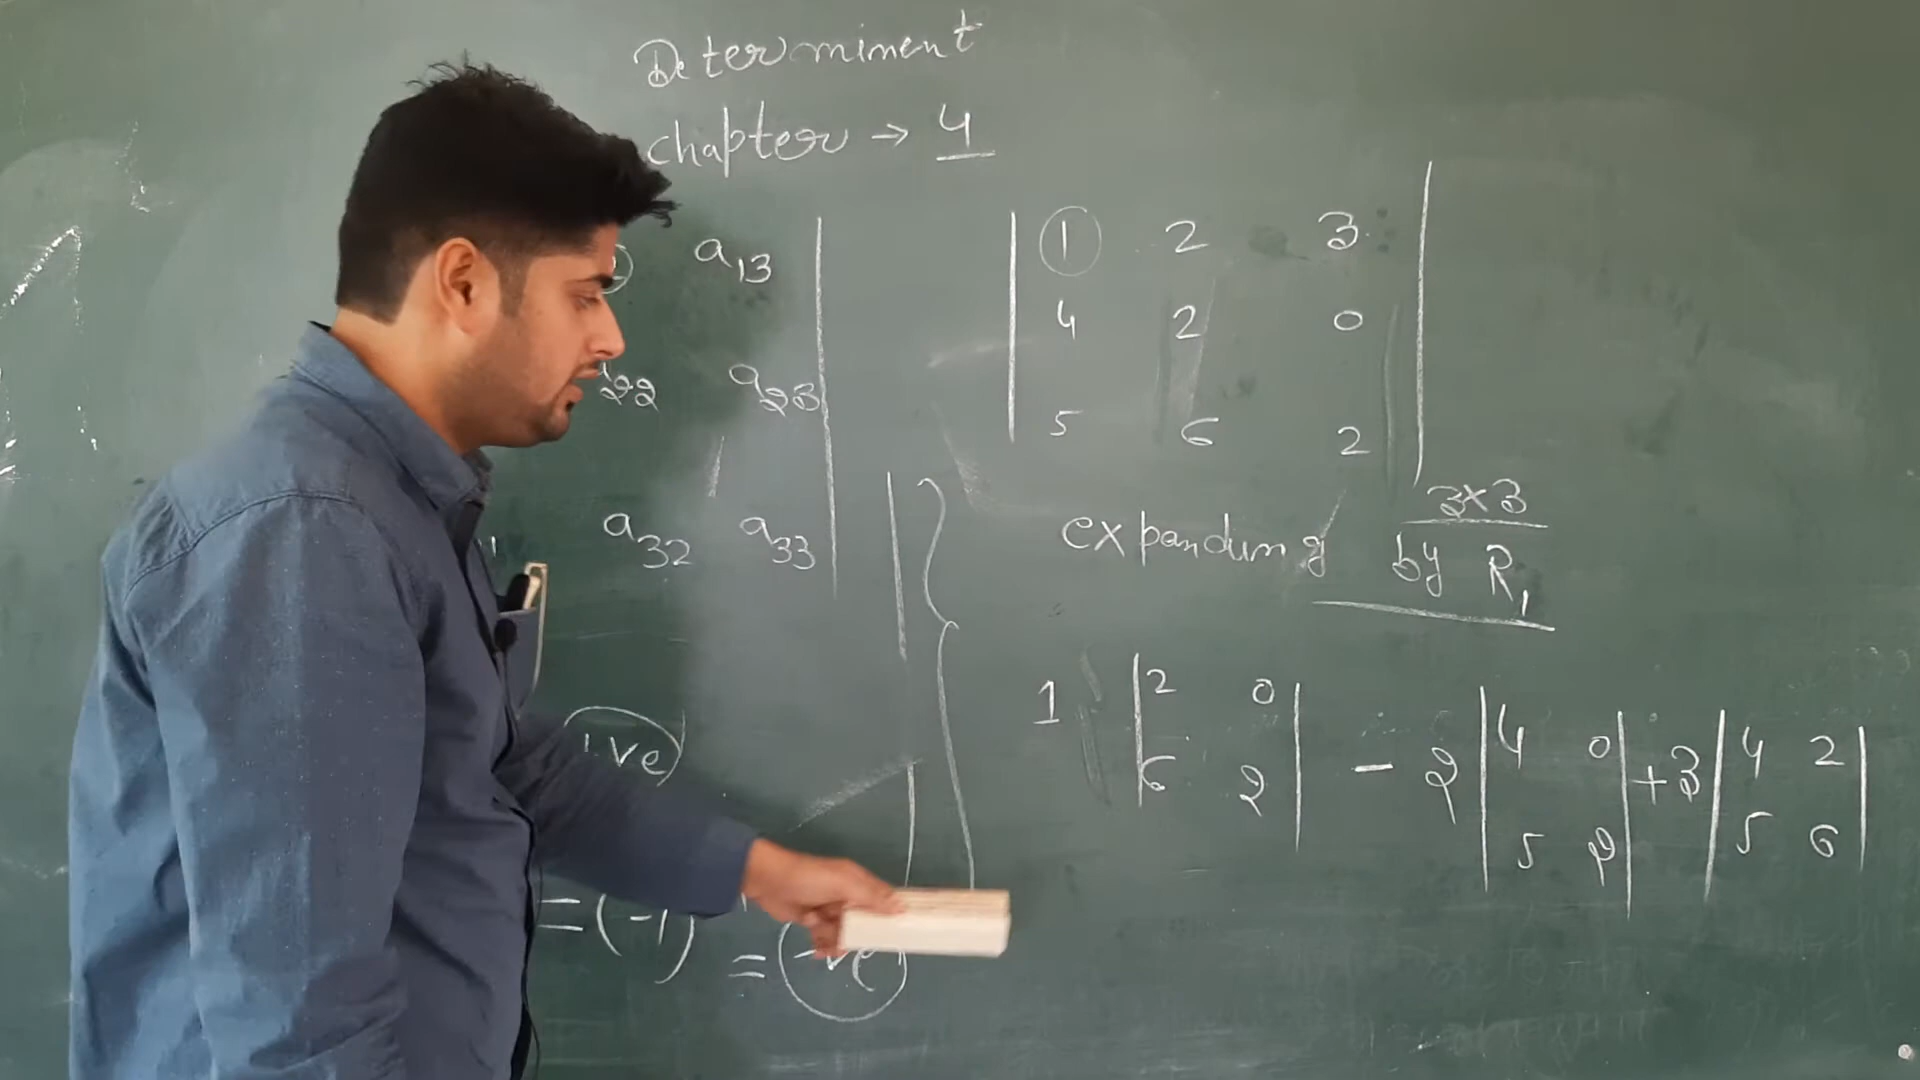 Determinent
chapter → 4
a13
a22 a23
a32 a33
+ve
= (-1)
= -ve
1 2 3
4 2 0
5 6 2
3×3
expanding by R1
1 |2 0| - 2 |4 0| + 3 |4 2|
|6 2| |5 2| |5 6|